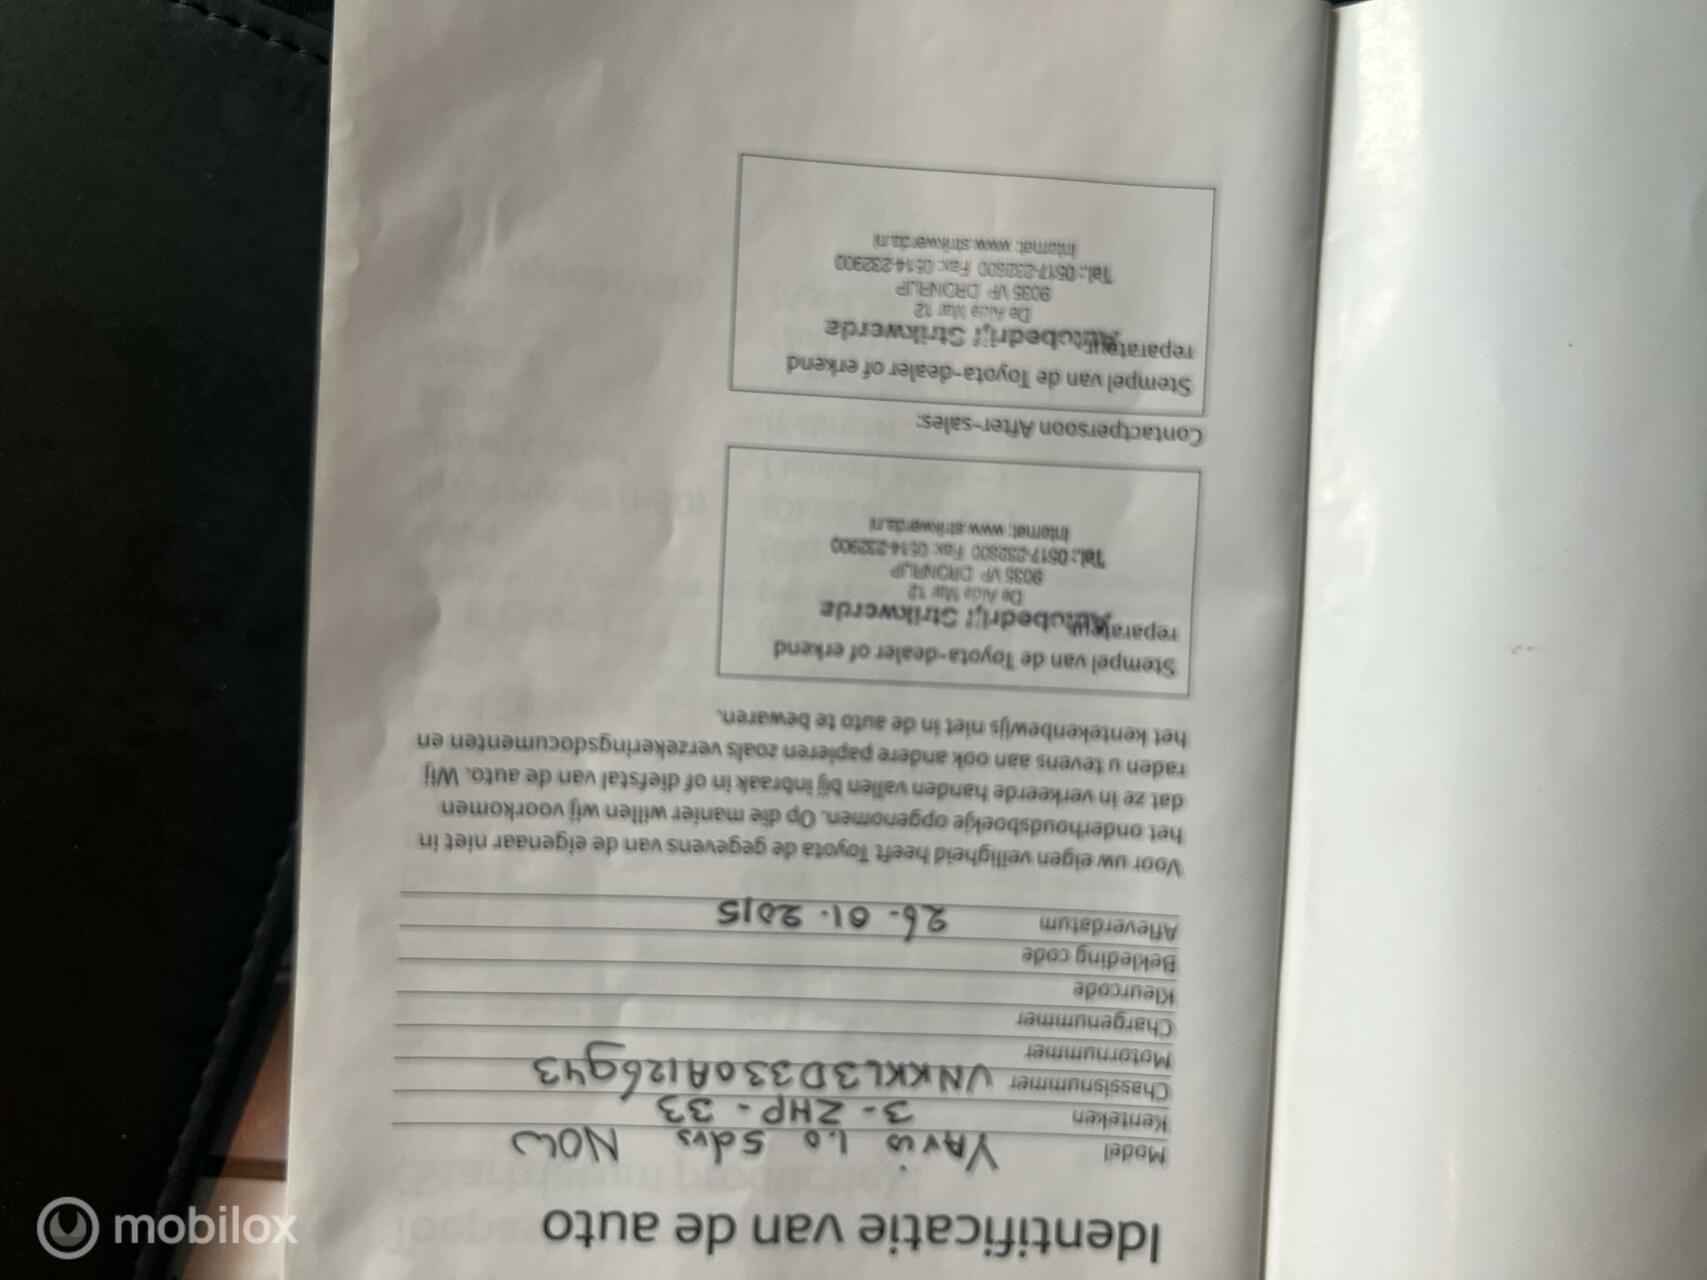 Identificatie van de auto
Model Yaris 1.0 5drs NOW
Kenteken 3-ZHP-33
Chassisnummer VNKKL3D330A126943
Motornummer
Chargenummer
Kleurcode
Bekleding code
Afleverdatum 26-01-2015
Voor uw eigen veiligheid heeft Toyota de gegevens van de eigenaar niet in
het onderhoudsboekje opgenomen. Op die manier willen wij voorkomen
dat ze in verkeerde handen vallen bij inbraak in of diefstal van de auto. Wij
raden u tevens aan ook andere papieren zoals verzekeringsdocumenten en
het kentekenbewijs niet in de auto te bewaren.
Stempel van de Toyota-dealer of erkend
reparateur
Autobedrijf Strikwerda
De Alde Mar 12
9035 VP DRONRIJP
Tel.: 0517-232800 Fax: 0514-232900
Internet: www.strikwerda.nl
Contactpersoon After-sales:
Stempel van de Toyota-dealer of erkend
reparateur
Autobedrijf Strikwerda
De Alde Mar 12
9035 VP DRONRIJP
Tel.: 0517-232800 Fax: 0514-232900
Internet: www.strikwerda.nl
mobilox